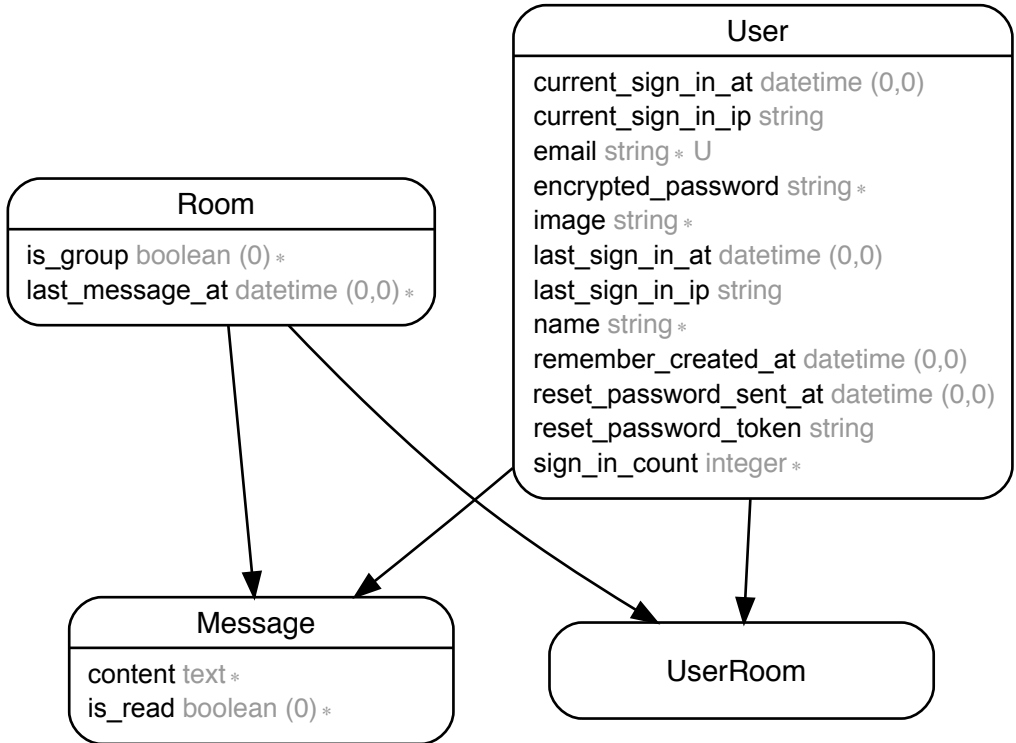 User
current_sign_in_at datetime (0,0)
current_sign_in_ip string
email string * U
encrypted_password string *
image string *
last_sign_in_at datetime (0,0)
last_sign_in_ip string
name string *
remember_created_at datetime (0,0)
reset_password_sent_at datetime (0,0)
reset_password_token string
sign_in_count integer *
Room
is_group boolean (0) *
last_message_at datetime (0,0) *
Message
content text *
is_read boolean (0) *
UserRoom